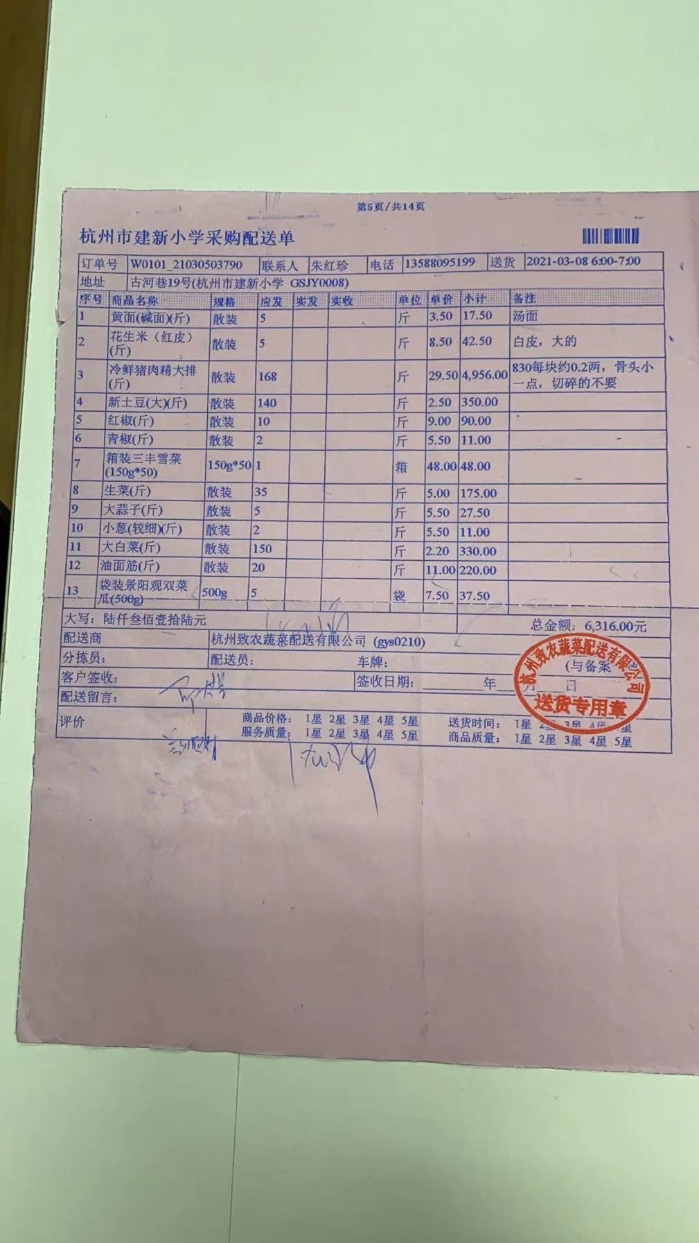 第5页/共14页
杭州市建新小学采购配送单
订单号 W0101_21030503790 联系人 朱红珍 电话 13588095199 送货 2021-03-08 6:00-7:00
地址 古河巷19号(杭州市建新小学 GSJY0008)
序号 商品名称 规格 应发 实发 实收 单位 单价 小计 备注
1 黄面(碱面)(斤) 散装 5 斤 3.50 17.50 汤面
2 花生米（红皮）(斤) 散装 5 斤 8.50 42.50 白皮，大的
3 冷鲜猪肉精大排(斤) 散装 168 斤 29.50 4,956.00 830每块约0.2两，骨头小一点，切碎的不要
4 新土豆(大)(斤) 散装 140 斤 2.50 350.00
5 红椒(斤) 散装 10 斤 9.00 90.00
6 青椒(斤) 散装 2 斤 5.50 11.00
7 箱装三丰雪菜(150g*50) 150g*50 1 箱 48.00 48.00
8 生菜(斤) 散装 35 斤 5.00 175.00
9 大蒜子(斤) 散装 5 斤 5.50 27.50
10 小葱(较细)(斤) 散装 2 斤 5.50 11.00
11 大白菜(斤) 散装 150 斤 2.20 330.00
12 油面筋(斤) 散装 20 斤 11.00 220.00
13 袋装景阳观双菜瓜(500g) 500g 5 袋 7.50 37.50
大写：陆仟叁佰壹拾陆元 总金额：6,316.00元
配送商 杭州致农蔬菜配送有限公司 (gys0210)
分拣员： 配送员： 车牌： (与备案
客户签收： 签收日期： 年 月 日
配送留言：
评价 商品价格： 1星 2星 3星 4星 5星 送货时间： 1星 2星 3星 4星 5星
服务质量： 1星 2星 3星 4星 5星 商品质量： 1星 2星 3星 4星 5星
杭州致农蔬菜配送有限公司
送货专用章